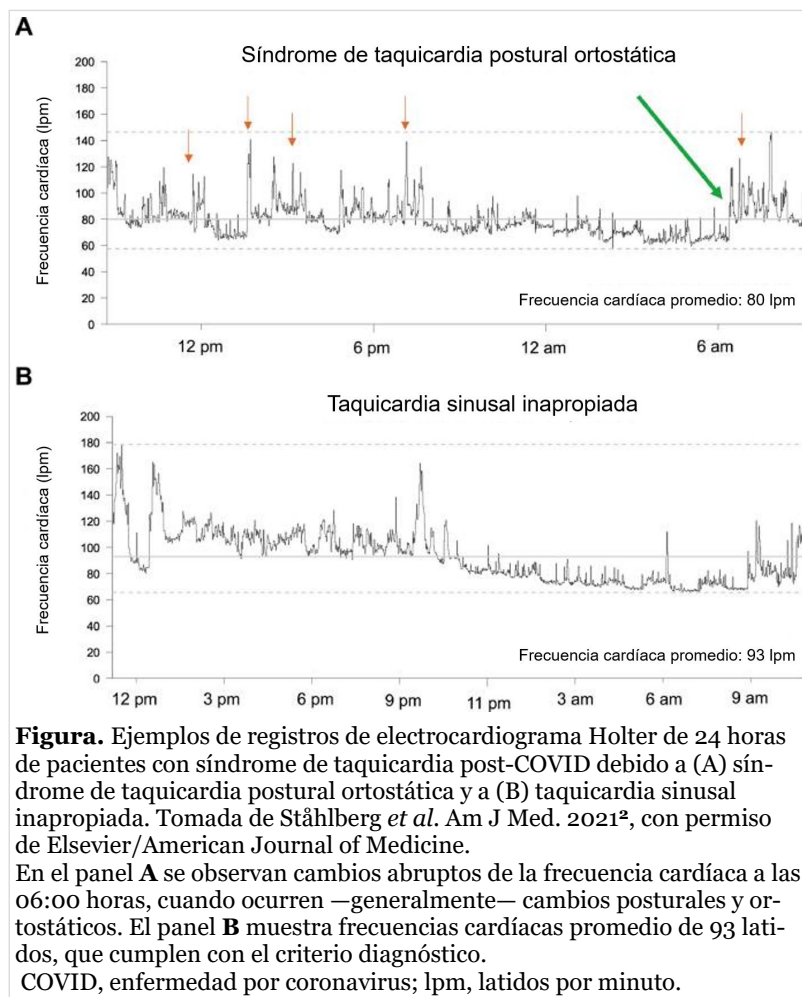 A
Síndrome de taquicardia postural ortostática
Frecuencia cardíaca (lpm)
200
180
160
140
120
100
80
60
40
20
0
Frecuencia cardíaca promedio: 80 lpm
12 pm 6 pm 12 am 6 am
B
Taquicardia sinusal inapropiada
Frecuencia cardíaca (lpm)
200
180
160
140
120
100
80
60
40
20
0
Frecuencia cardíaca promedio: 93 lpm
12 pm 3 pm 6 pm 9 pm 11 pm 3 am 6 am 9 am
Figura. Ejemplos de registros de electrocardiograma Holter de 24 horas
de pacientes con síndrome de taquicardia post-COVID debido a (A) sín-
drome de taquicardia postural ortostática y a (B) taquicardia sinusal
inapropiada. Tomada de Ståhlberg et al. Am J Med. 2021², con permiso
de Elsevier/American Journal of Medicine.
En el panel A se observan cambios abruptos de la frecuencia cardíaca a las
06:00 horas, cuando ocurren —generalmente— cambios posturales y or-
tostáticos. El panel B muestra frecuencias cardíacas promedio de 93 lati-
dos, que cumplen con el criterio diagnóstico.
COVID, enfermedad por coronavirus; lpm, latidos por minuto.